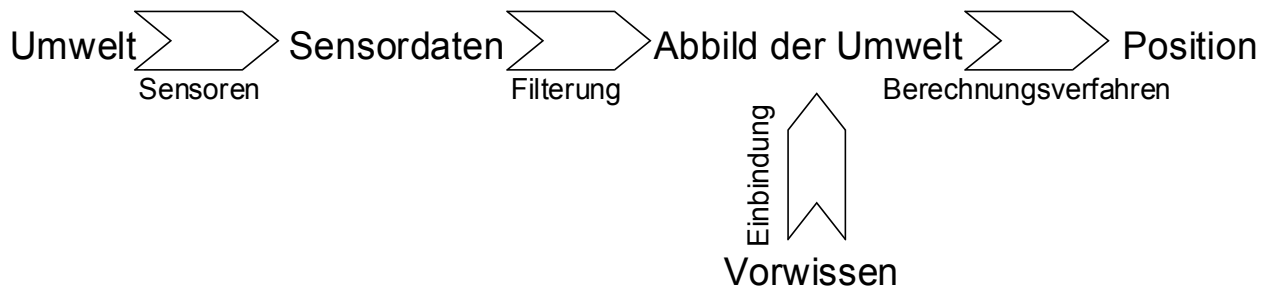 Umwelt Sensordaten Abbild der Umwelt Position
Sensoren Filterung Berechnungsverfahren
Einbindung
Vorwissen